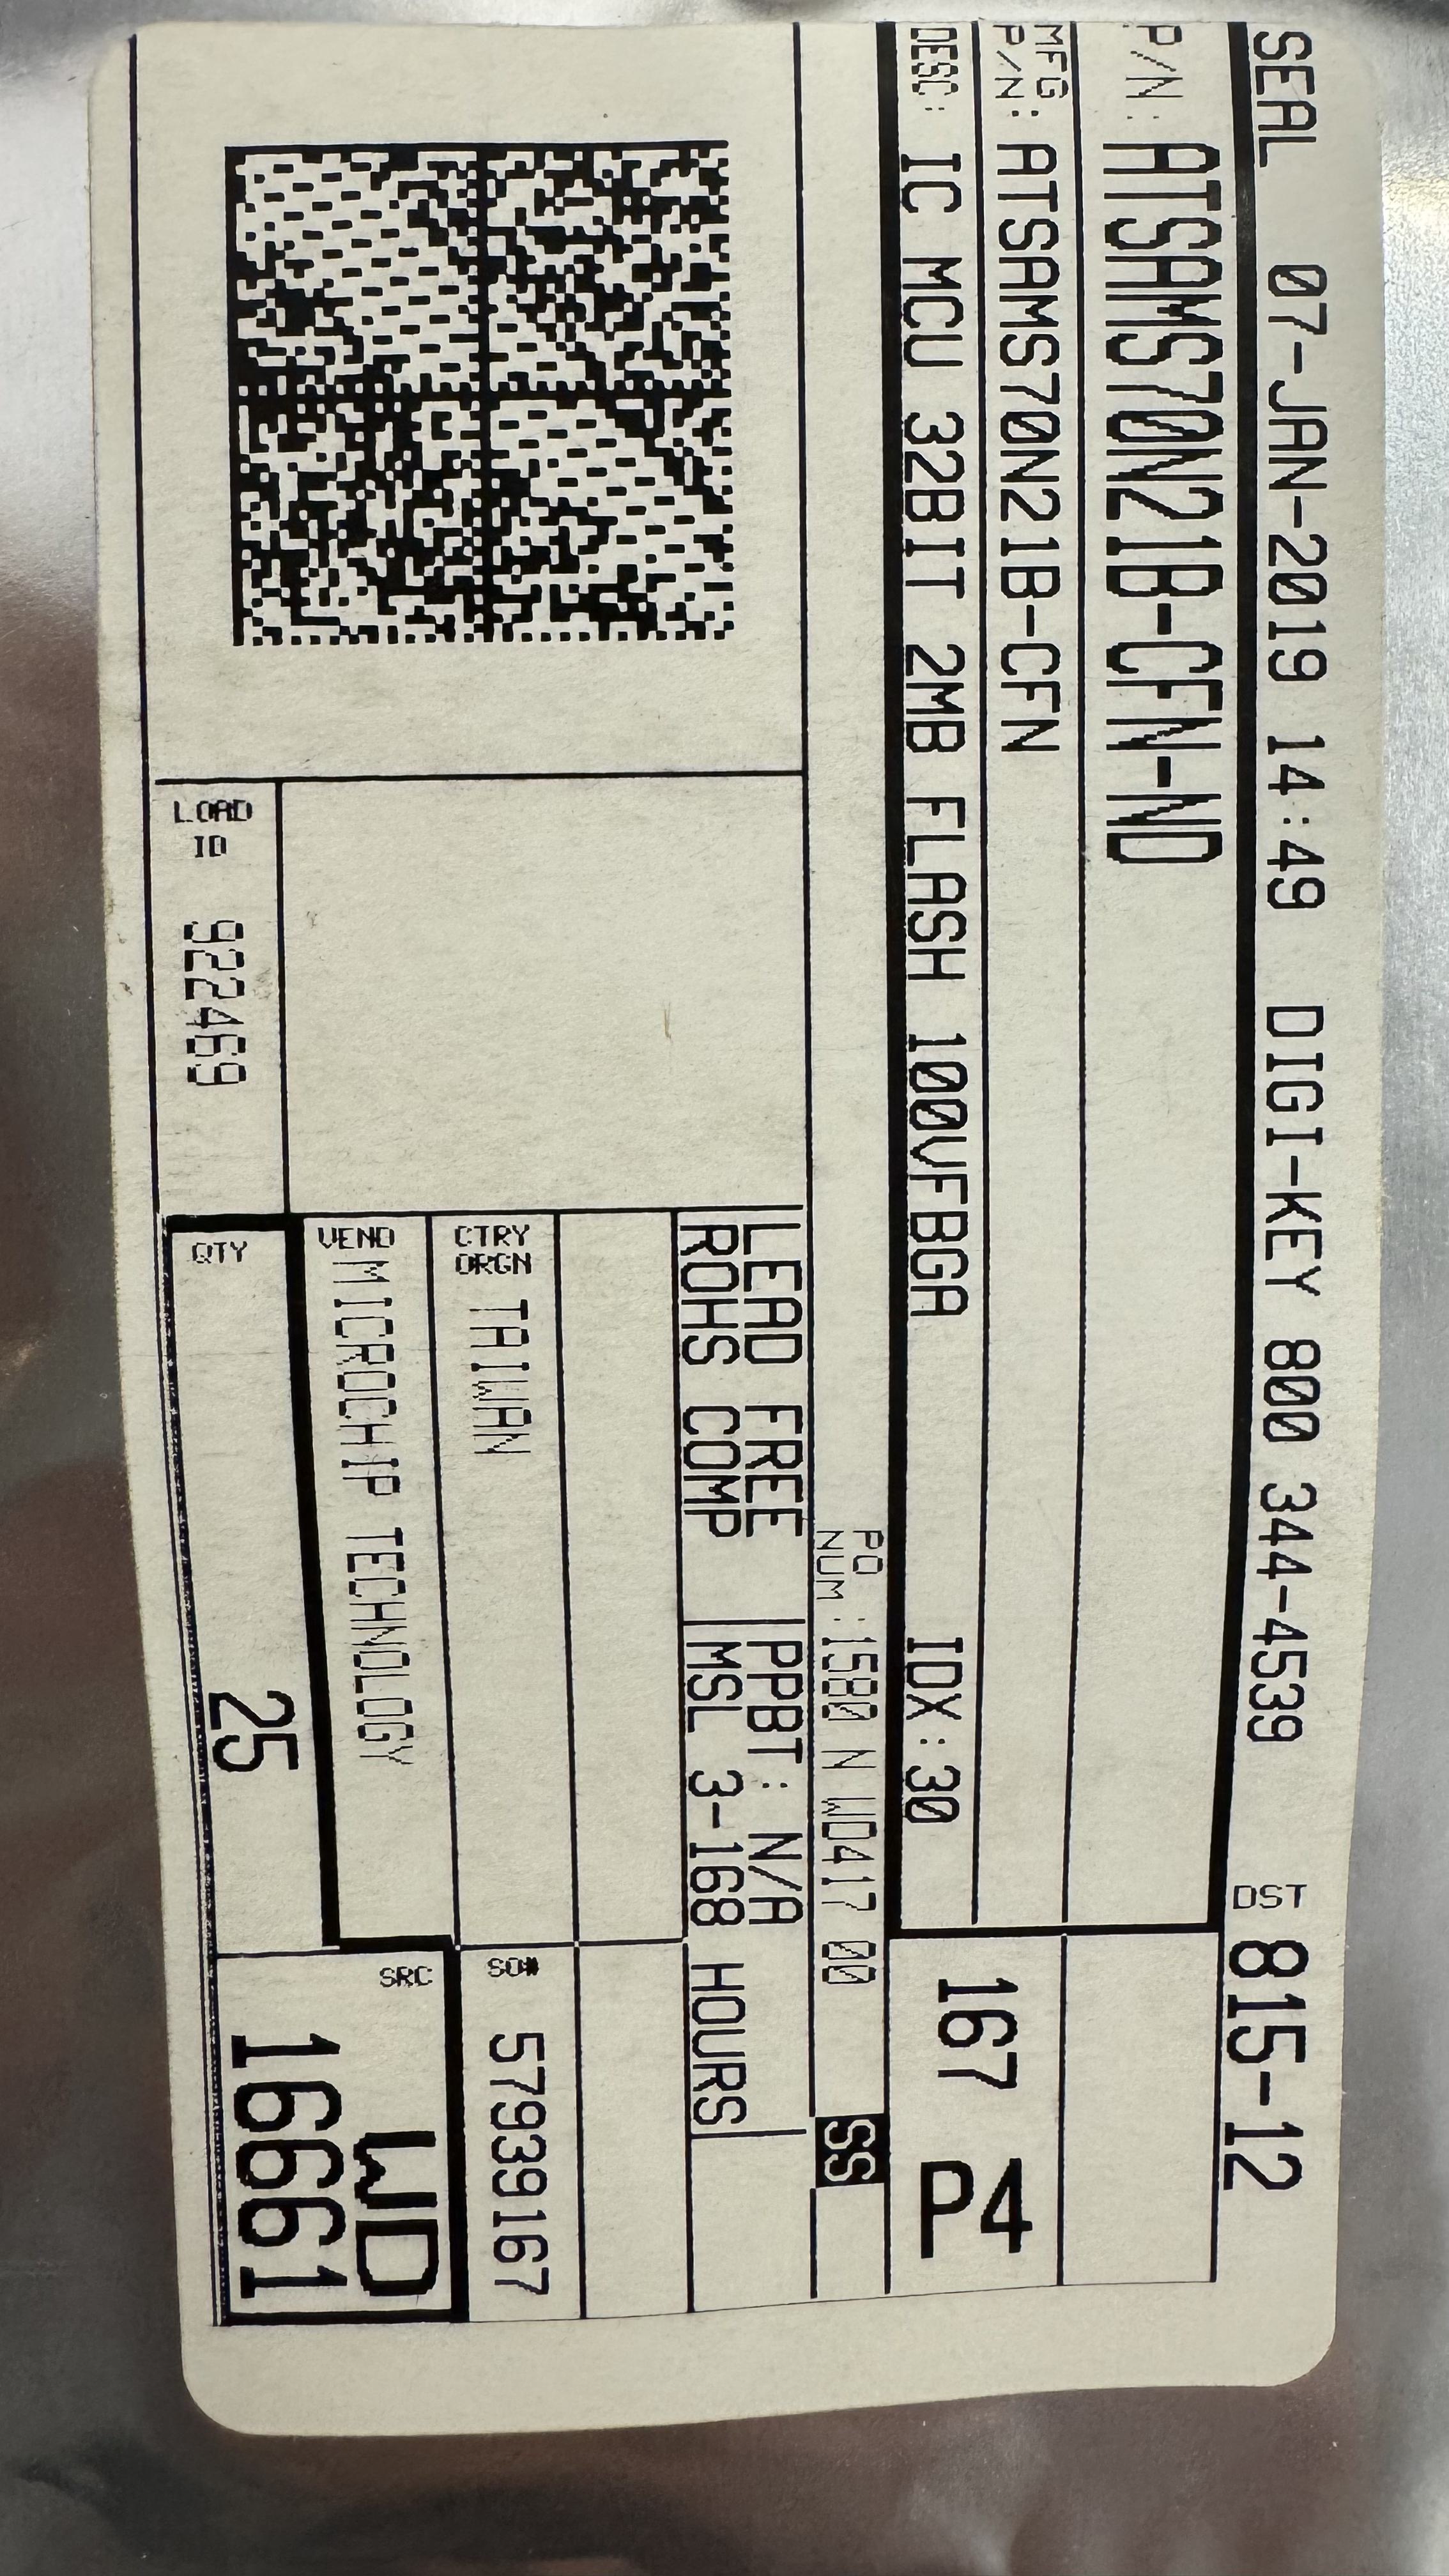 SEAL 07-JAN-2019 14:49 DIGI-KEY 800 344-4539 DST 815-12
P/N: ATSAMS70N21B-CFN-ND
MFG P/N: ATSAMS70N21B-CFN
DESC: IC MCU 32BIT 2MB FLASH 100VFBGA IDX:30
167 P4
PO NUM:1580 N WD417 00 SS
LEAD FREE
ROHS COMP
PPBT: N/A
MSL 3-168 HOURS
CTRY ORGN TAIWAN
SO# 57939167
VEND MICROCHIP TECHNOLOGY
LOAD ID 922469
QTY 25
SRC WD
16661